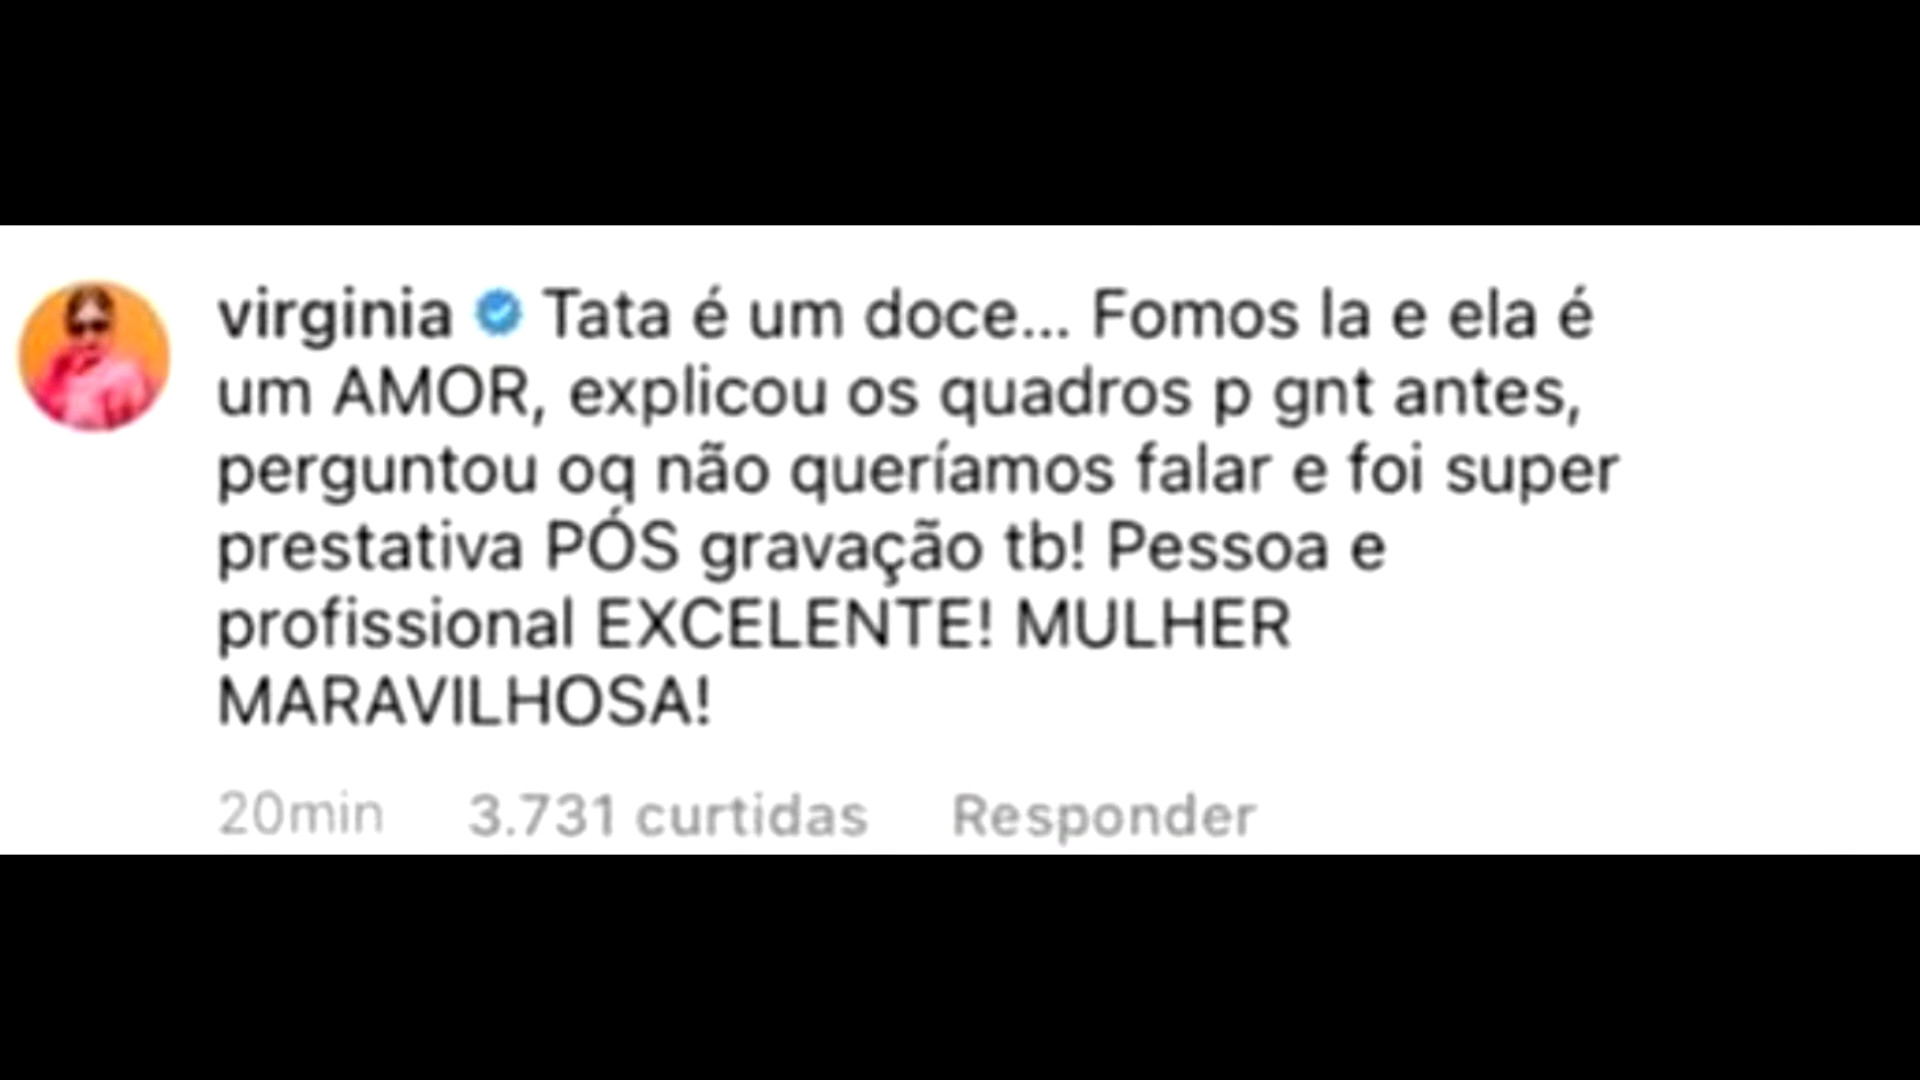 virginia Tata é um doce... Fomos la e ela é
um AMOR, explicou os quadros p gnt antes,
perguntou oq não queríamos falar e foi super
prestativa PÓS gravação tb! Pessoa e
profissional EXCELENTE! MULHER
MARAVILHOSA!
20min 3.731 curtidas Responder